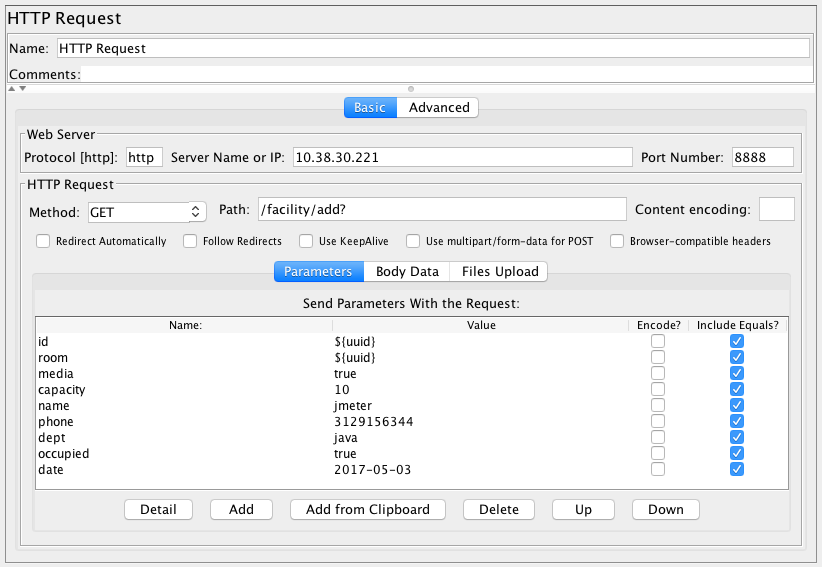 HTTP Request
Name: HTTP Request
Comments:
Basic Advanced
Web Server
Protocol [http]: http Server Name or IP: 10.38.30.221 Port Number: 8888
HTTP Request
Method: GET Path: /facility/add? Content encoding:
Redirect Automatically Follow Redirects Use KeepAlive Use multipart/form-data for POST Browser-compatible headers
Parameters Body Data Files Upload
Send Parameters With the Request:
Name: Value Encode? Include Equals?
id ${uuid}
room ${uuid}
media true
capacity 10
name jmeter
phone 3129156344
dept java
occupied true
date 2017-05-03
Detail Add Add from Clipboard Delete Up Down